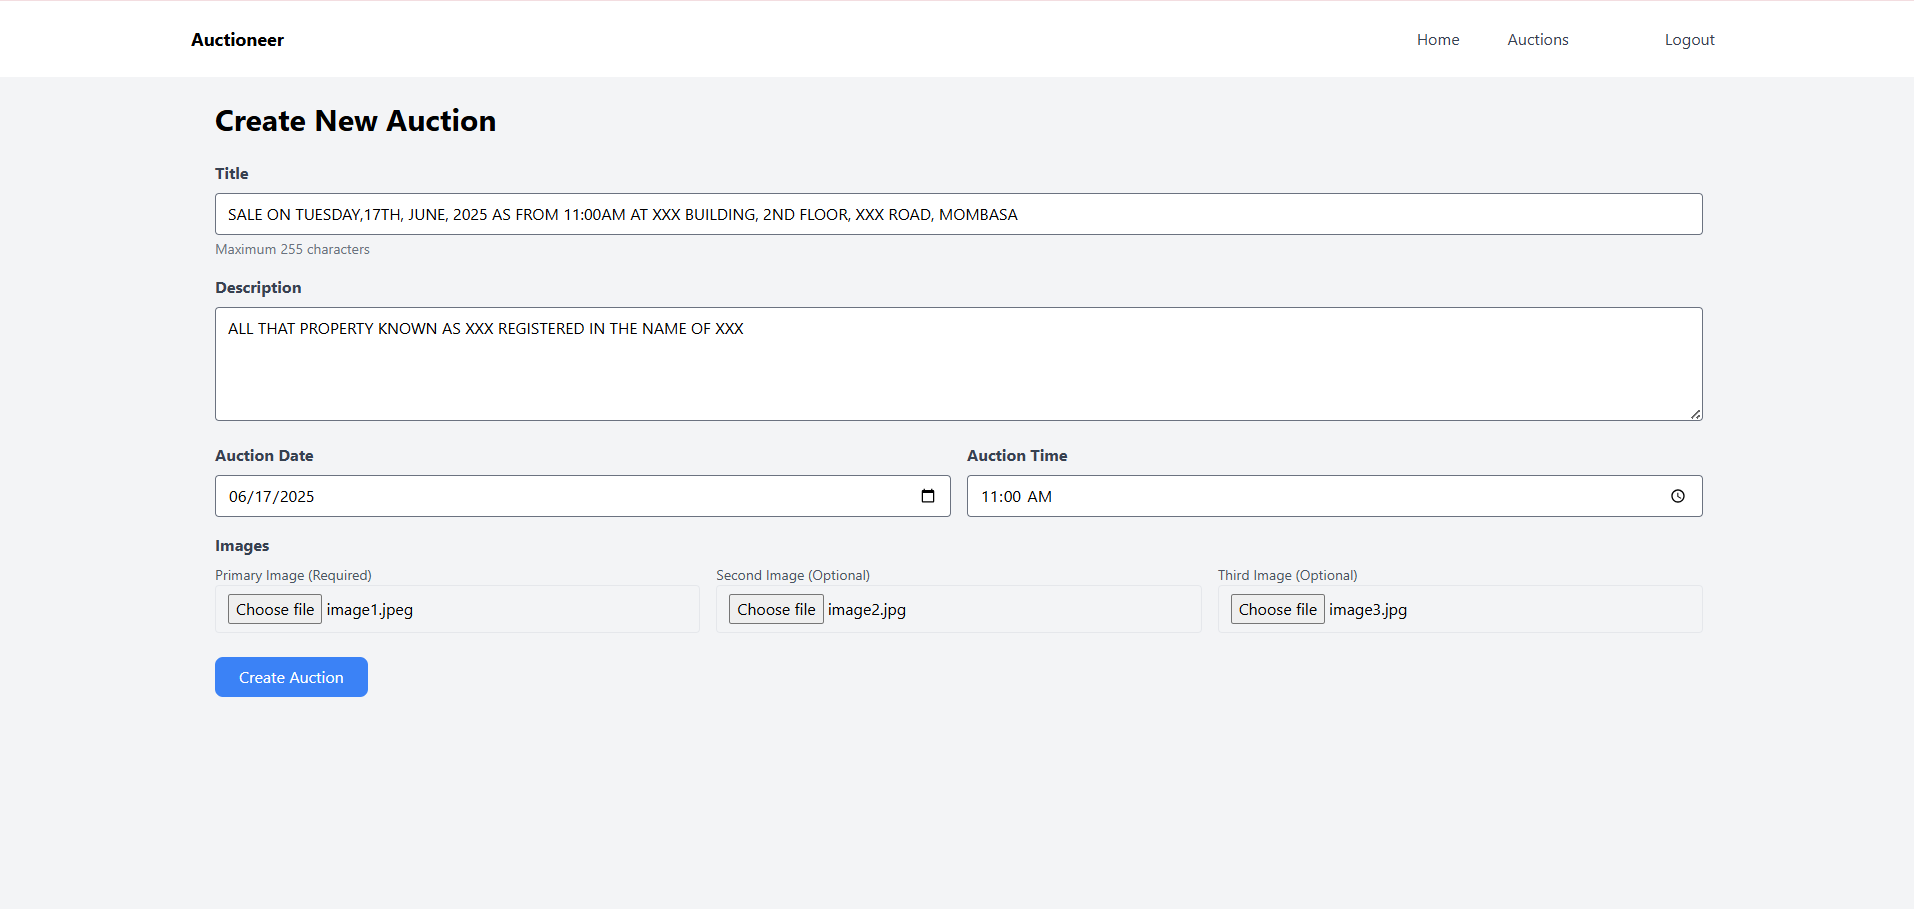 Auctioneer
Home
Auctions
Logout
Create New Auction
Title
SALE ON TUESDAY,17TH, JUNE, 2025 AS FROM 11:00AM AT XXX BUILDING, 2ND FLOOR, XXX ROAD, MOMBASA
Maximum 255 characters
Description
ALL THAT PROPERTY KNOWN AS XXX REGISTERED IN THE NAME OF XXX
Auction Date
Auction Time
06/17/2025
11:00 AM
Images
Primary Image (Required)
Second Image (Optional)
Third Image (Optional)
Choose file image1.jpeg
Choose file image2.jpg
Choose file image3.jpg
Create Auction